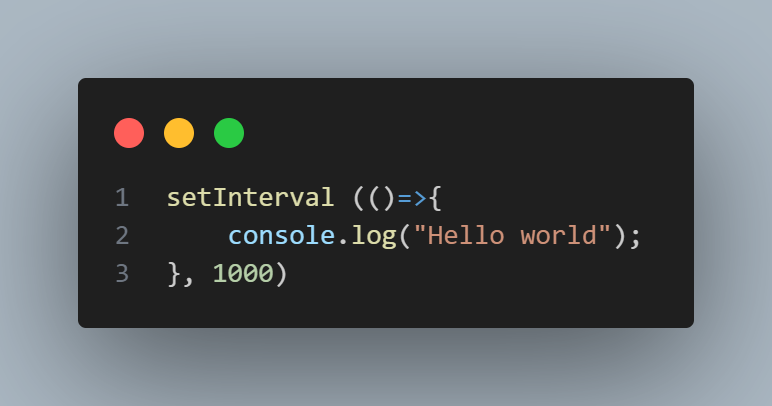 1 setInterval (()=>{
2     console.log("Hello world");
3 }, 1000)